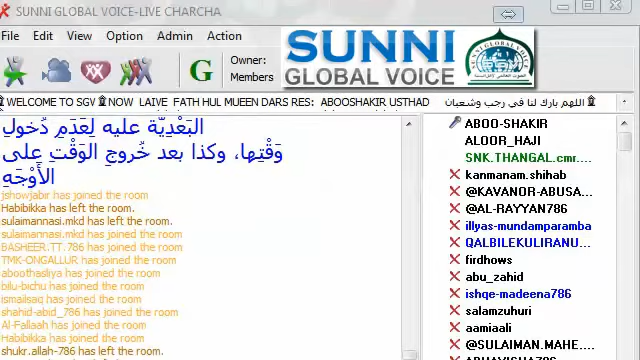 SUNNI GLOBAL VOICE-LIVE CHARCHA
File Edit View Option Admin Action
Owner:
Members
SUNNI
GLOBAL VOICE
WELCOME TO SGV NOW LAIVE FATH HUL MUEEN DARS RES: ABOOSHAKIR USTHAD اللهم بارك لنا في رجب وشعبان
البَعْدِيّة عليه لِعَدَمِ دُخولِ
وَقْتِها، وكذا بعد خُروجِ الوَقْتِ على
الأَوْجَهِ
jshowjabir has joined the room
Habibikka has left the room.
sulaimannasi.mkd has left the room.
sulaimannasi.mkd has joined the room
BASHEER.TT.786 has joined the room
TMK-ONGALLUR has joined the room
aboothasliya has joined the room
bilu-bichu has joined the room
ismailsaq has joined the room
shahid-abid_786 has joined the room
Al-Fallaah has joined the room
Habibikka has joined the room
shukr.allah-786 has left the room.
ABOO-SHAKIR
ALOOR_HAJI
SNK.THANGAL.cmr....
kanmanam.shihab
@KAVANOR-ABUSA...
@AL-RAYYAN786
illyas-mundamparamba
QALBILEKULIRANU...
firdhows
abu_zahid
ishqe-madeena786
salamzuhuri
aamiaali
@SULAIMAN.MAHE...